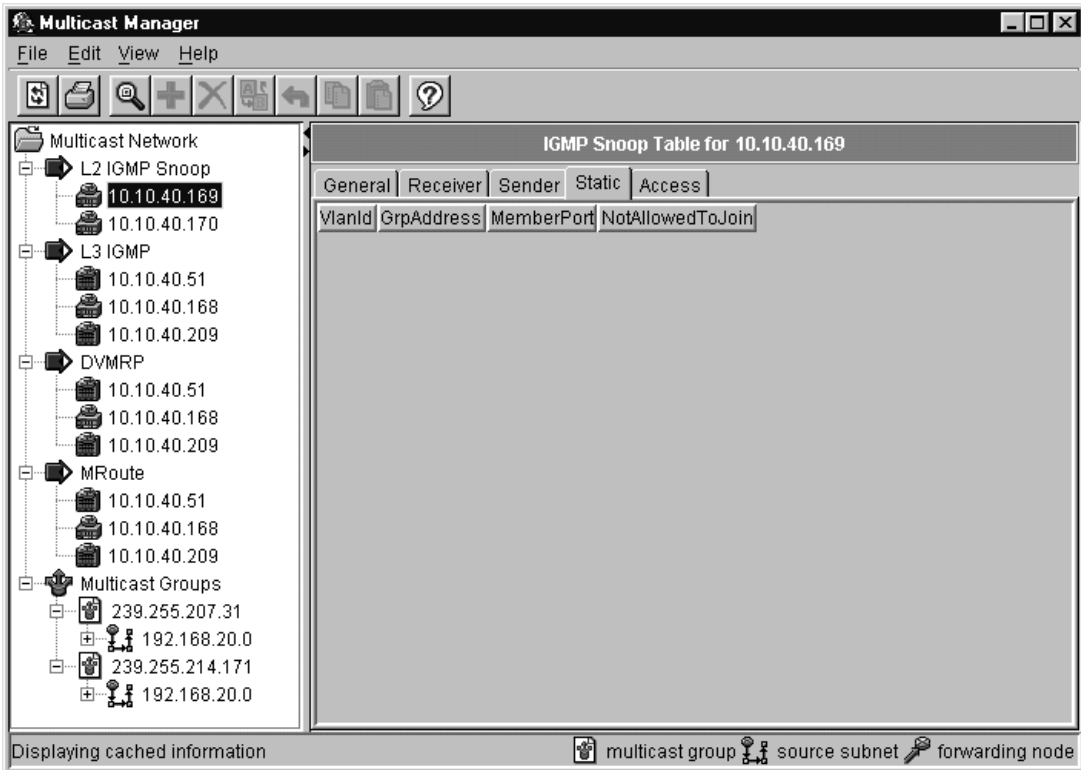 Multicast Manager
File Edit View Help
Multicast Network
L2 IGMP Snoop
10.10.40.169
10.10.40.170
L3 IGMP
10.10.40.51
10.10.40.168
10.10.40.209
DVMRP
10.10.40.51
10.10.40.168
10.10.40.209
MRoute
10.10.40.51
10.10.40.168
10.10.40.209
Multicast Groups
239.255.207.31
192.168.20.0
239.255.214.171
192.168.20.0
IGMP Snoop Table for 10.10.40.169
General Receiver Sender Static Access
VlanId GrpAddress MemberPort NotAllowedToJoin
Displaying cached information
multicast group source subnet forwarding node